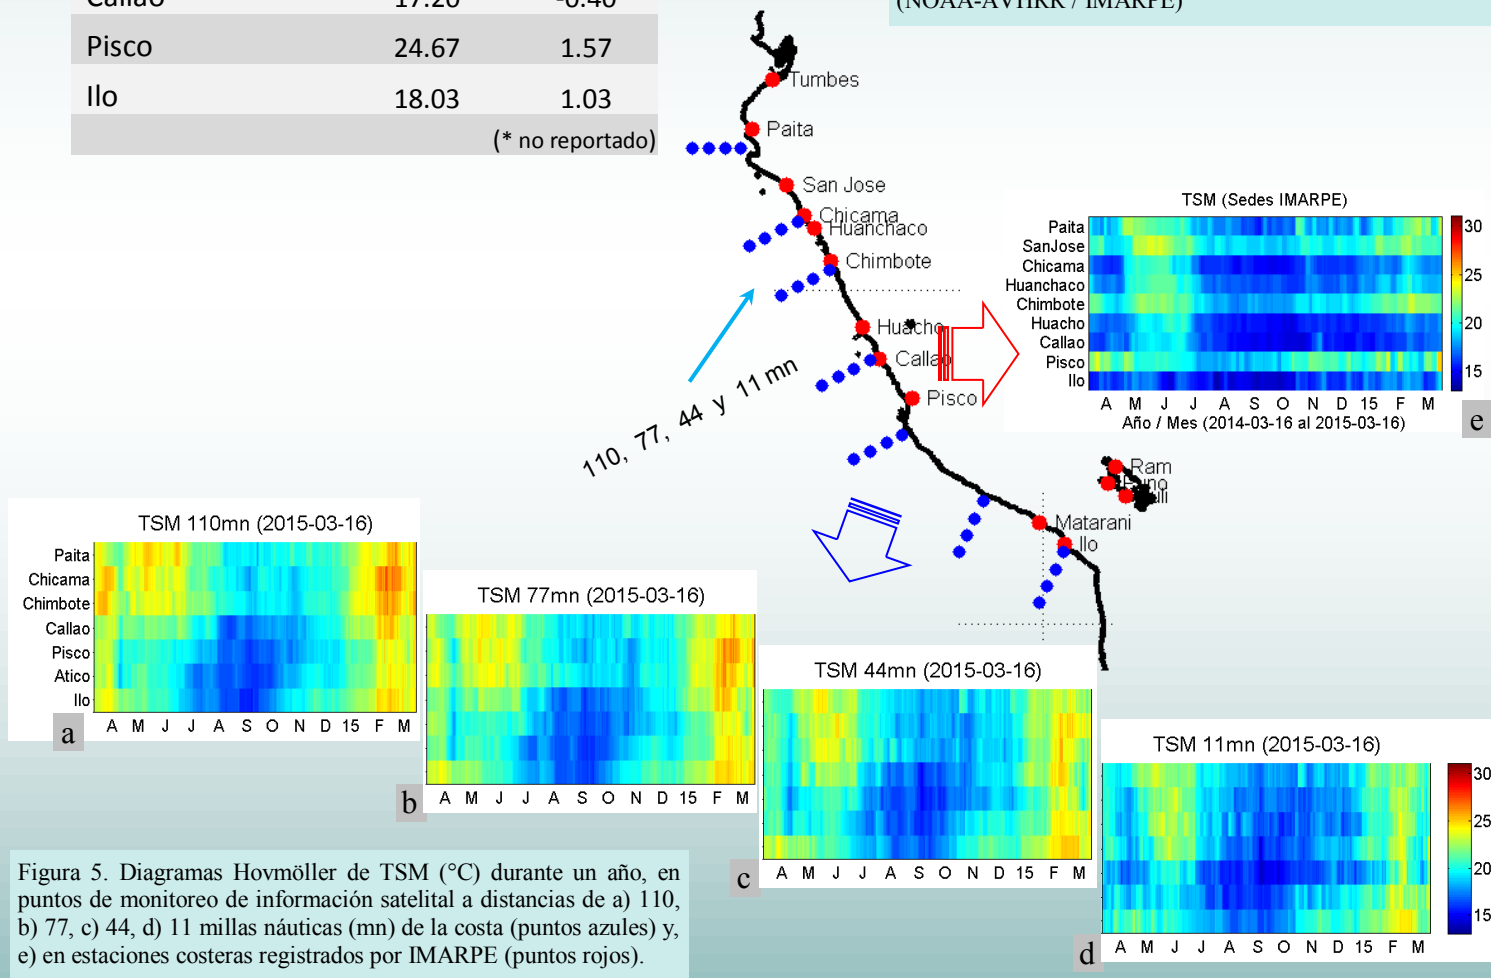 Callao 17.20 -0.40
(NOAA-AVHRR / IMARPE)
Pisco 24.67 1.57
Ilo 18.03 1.03
(* no reportado)
Tumbes
Paita
San Jose
Chicama
Huanchaco
Chimbote
Huacho
Callao
Pisco
Matarani
Ilo
Ram
110, 77, 44 y 11 mn
TSM (Sedes IMARPE)
Paita
SanJose
Chicama
Huanchaco
Chimbote
Huacho
Callao
Pisco
Ilo
30
25
20
15
A M J J A S O N D 15 F M
Año / Mes (2014-03-16 al 2015-03-16)
e
TSM 110mn (2015-03-16)
Paita
Chicama
Chimbote
Callao
Pisco
Atico
Ilo
A M J J A S O N D 15 F M
a
TSM 77mn (2015-03-16)
A M J J A S O N D 15 F M
b
TSM 44mn (2015-03-16)
A M J J A S O N D 15 F M
c
TSM 11mn (2015-03-16)
30
25
20
15
A M J J A S O N D 15 F M
d
Figura 5. Diagramas Hovmöller de TSM (°C) durante un año, en
puntos de monitoreo de información satelital a distancias de a) 110,
b) 77, c) 44, d) 11 millas náuticas (mn) de la costa (puntos azules) y,
e) en estaciones costeras registrados por IMARPE (puntos rojos).